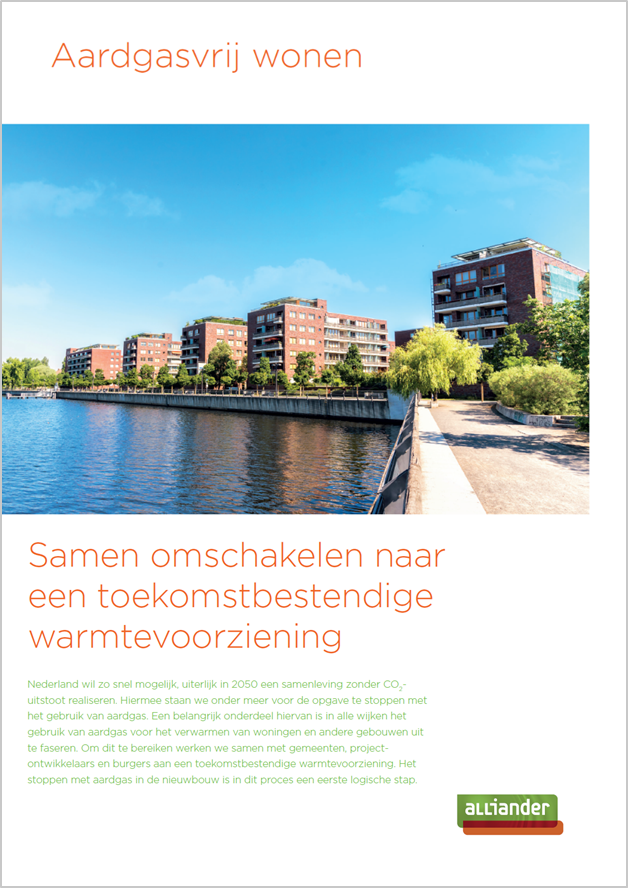 Aardgasvrij wonen
Samen omschakelen naar
een toekomstbestendige
warmtevoorziening
Nederland wil zo snel mogelijk, uiterlijk in 2050 een samenleving zonder CO₂-
uitstoot realiseren. Hiermee staan we onder meer voor de opgave te stoppen met
het gebruik van aardgas. Een belangrijk onderdeel hiervan is in alle wijken het
gebruik van aardgas voor het verwarmen van woningen en andere gebouwen uit
te faseren. Om dit te bereiken werken we samen met gemeenten, project-
ontwikkelaars en burgers aan een toekomstbestendige warmtevoorziening. Het
stoppen met aardgas in de nieuwbouw is in dit proces een eerste logische stap.
alliander